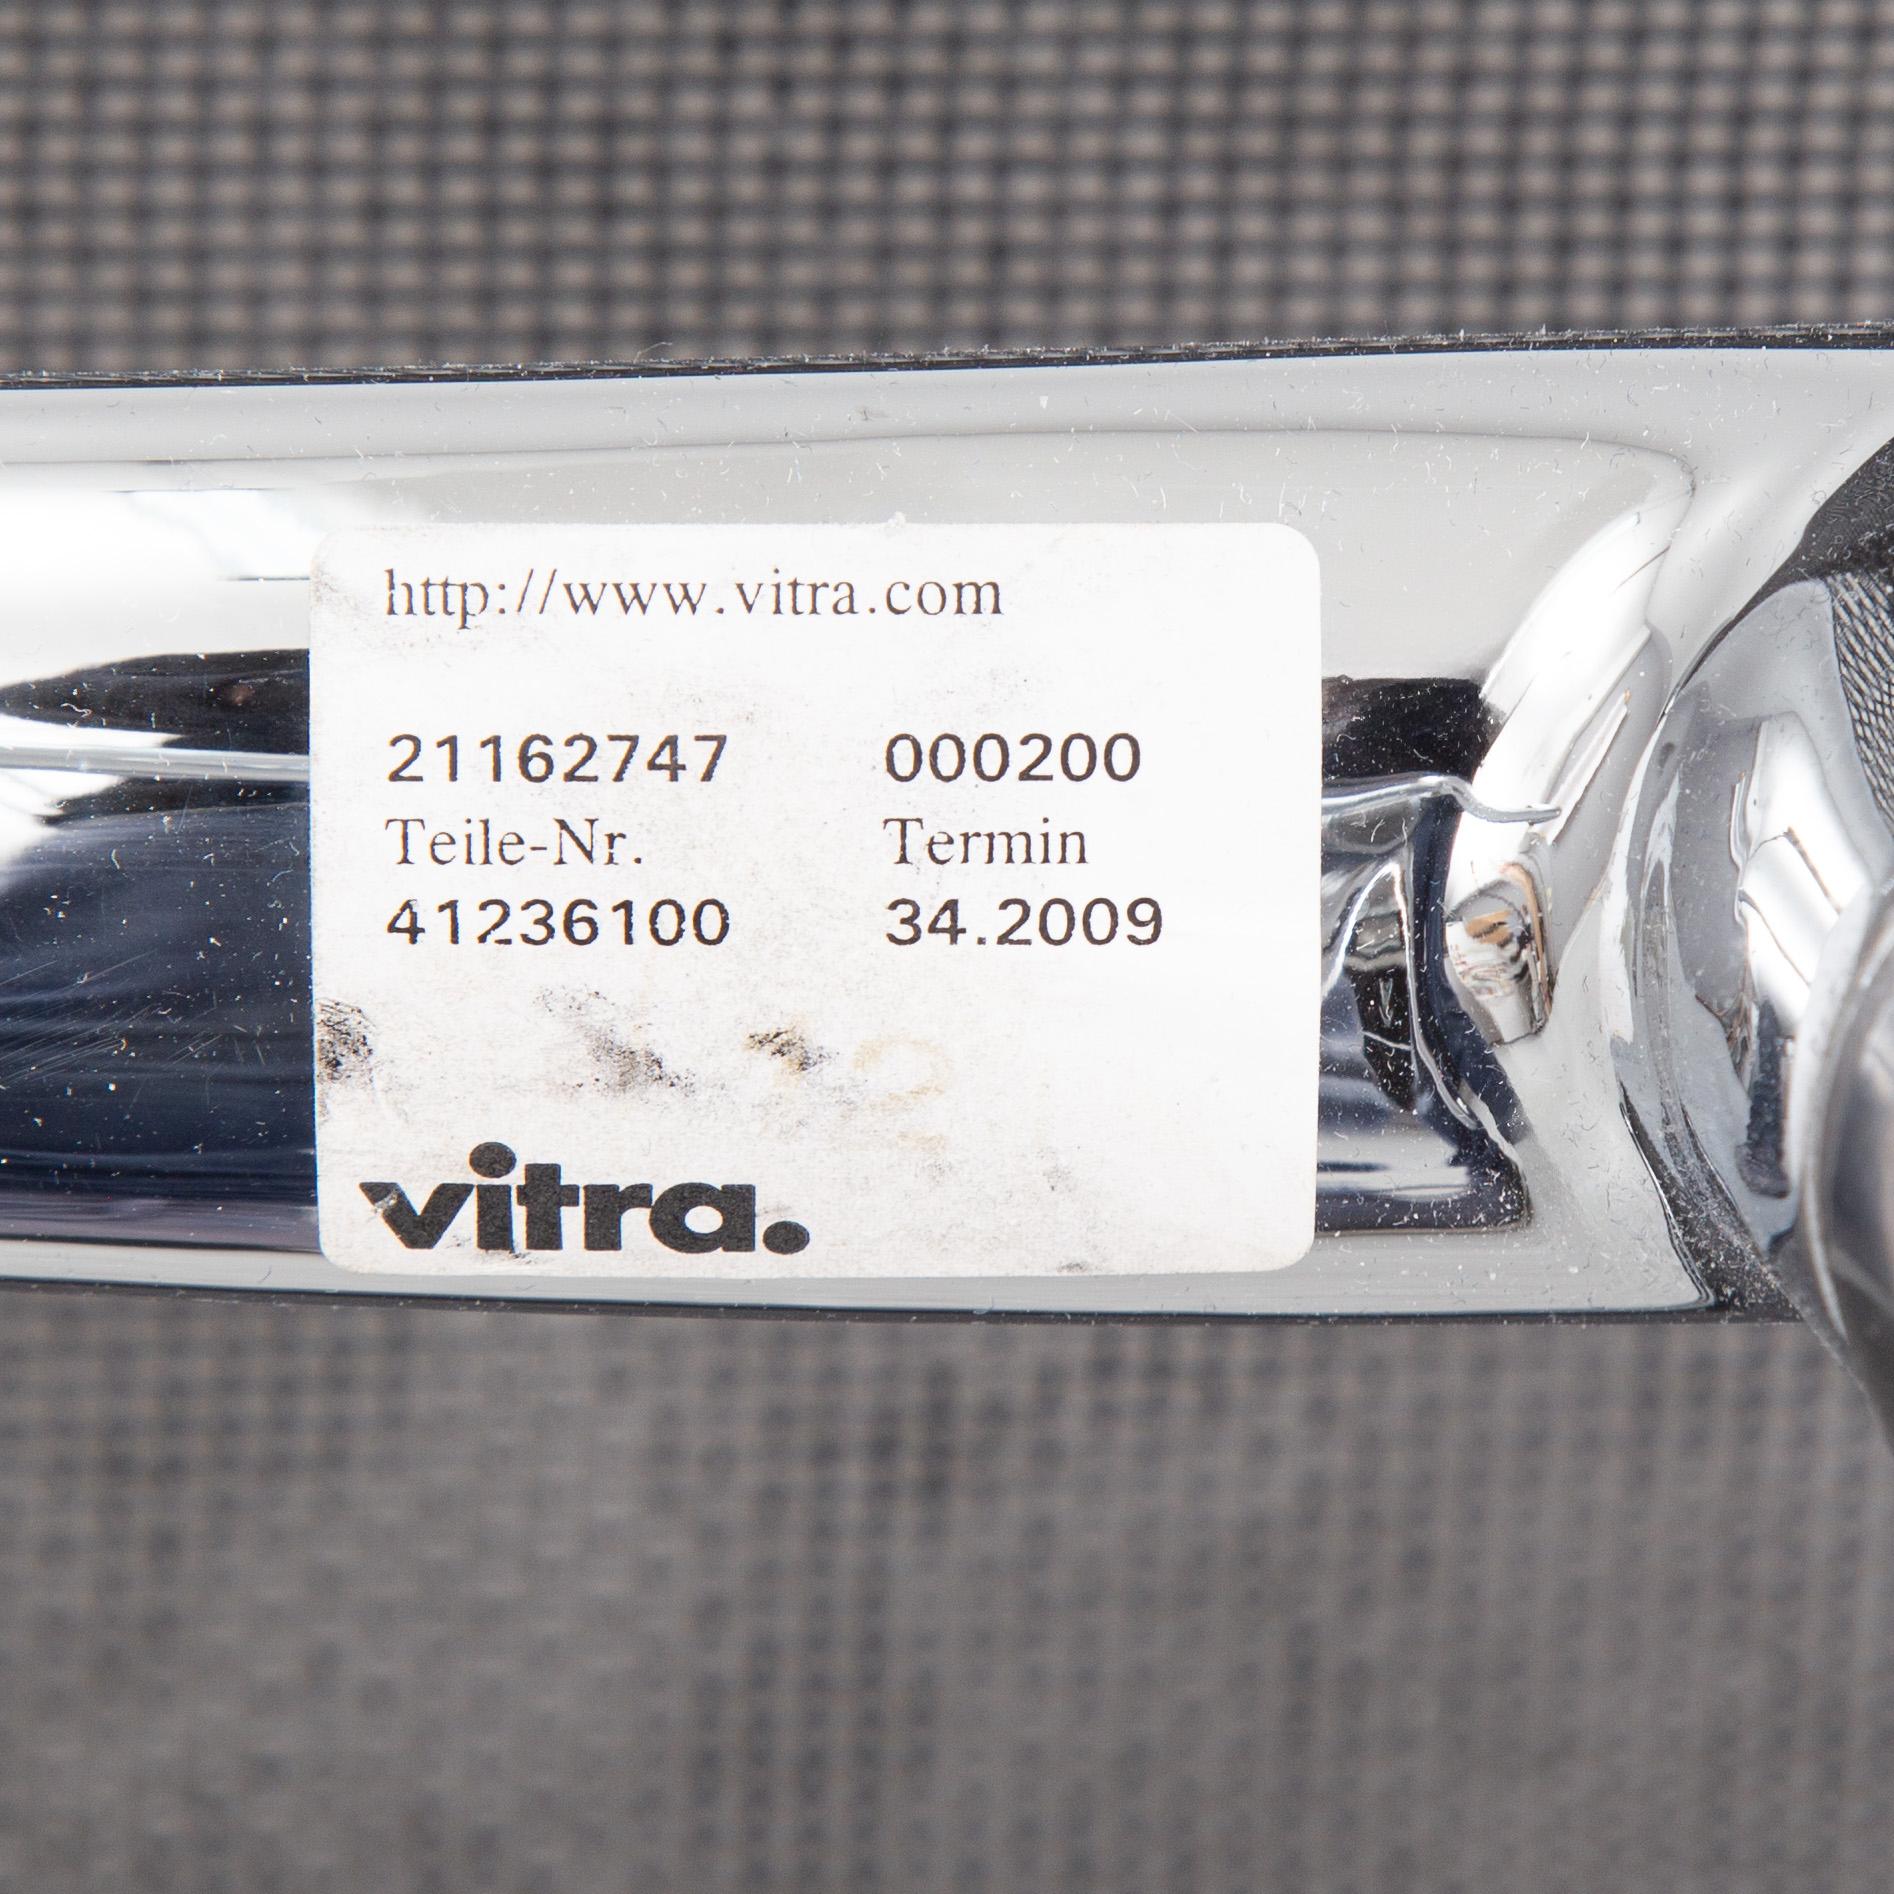 http://www.vitra.com
21162747 000200
Teile-Nr. Termin
41236100 34.2009
vitra.